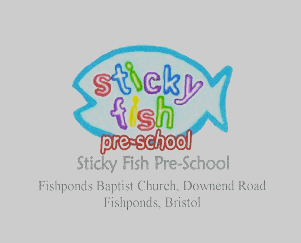 sticky
fish
pre-school
Sticky Fish Pre-School
Fishponds Baptist Church, Downend Road
Fishponds, Bristol